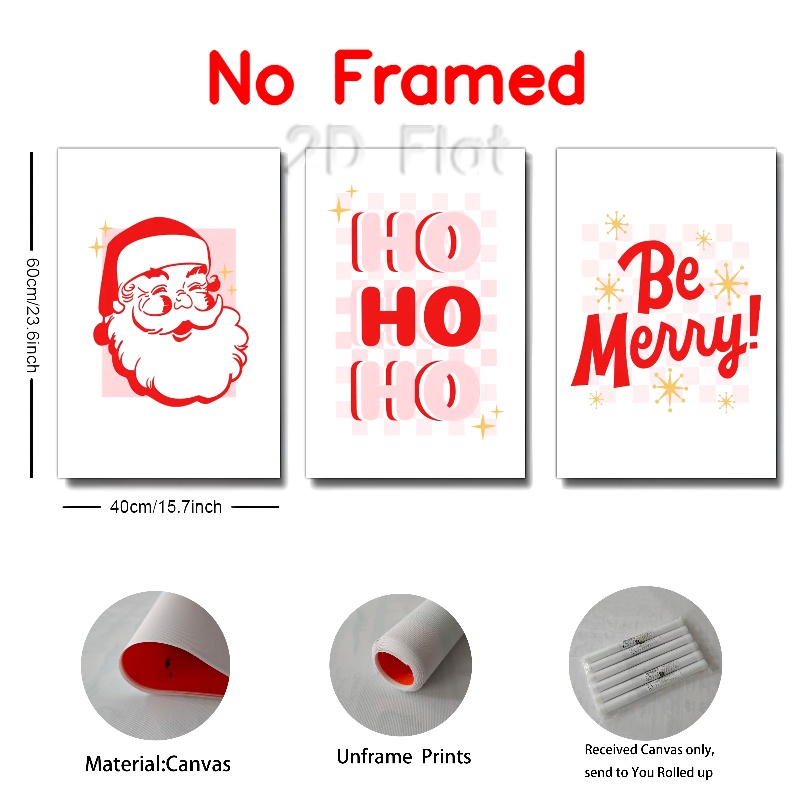 No Framed
2D Flat
60cm/23.6inch
HO
HO
HO
Be
Merry!
40cm/15.7inch
Material:Canvas
Unframe Prints
Received Canvas only,
send to You Rolled up